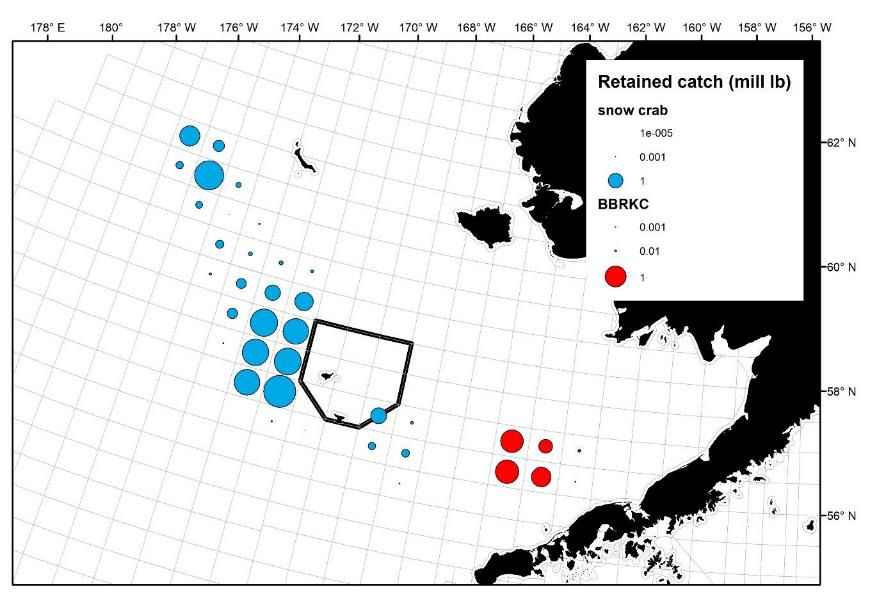 178° E 180° 178° W 176° W 174° W 172° W 170° W 168° W 166° W 164° W 162° W 160° W 158° W 156° W
Retained catch (mill lb)
snow crab
1e-005
62° N
0.001
1
BBRKC
0.001
0.01
60° N
1
58° N
56° N